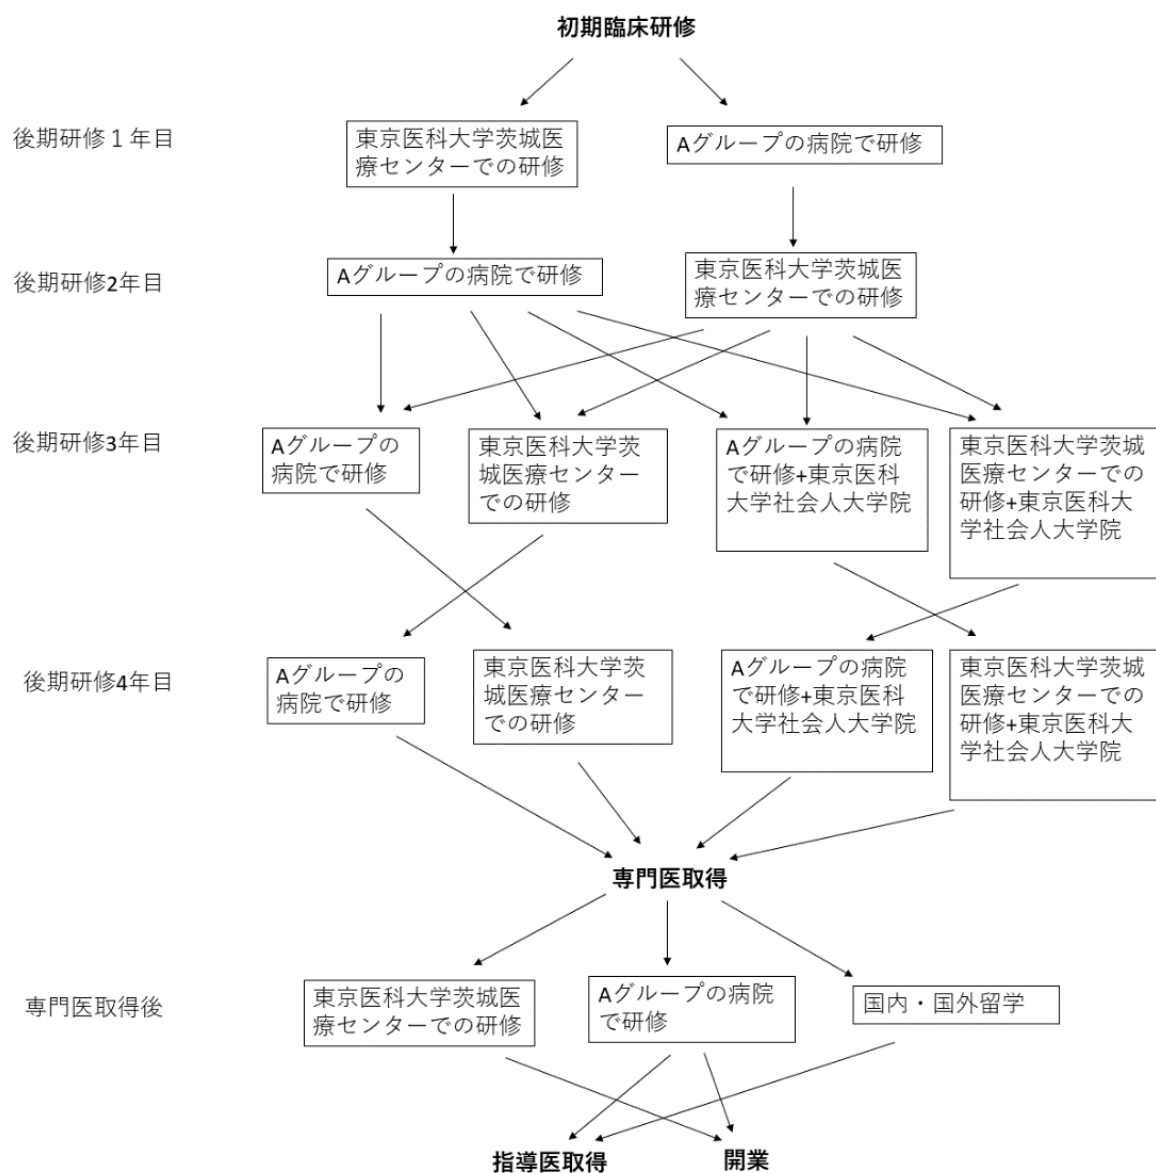 初期臨床研修
後期研修１年目
東京医科大学茨城医
療センターでの研修
Aグループの病院で研修
後期研修2年目
Aグループの病院で研修
東京医科大学茨城医
療センターでの研修
後期研修3年目
Aグループの
病院で研修
東京医科大学茨
城医療センター
での研修
Aグループの病院
で研修+東京医科
大学社会人大学院
東京医科大学茨城
医療センターでの
研修+東京医科大
学社会人大学院
後期研修4年目
Aグループの
病院で研修
東京医科大学茨
城医療センター
での研修
Aグループの病院
で研修+東京医科
大学社会人大学院
東京医科大学茨城
医療センターでの
研修+東京医科大
学社会人大学院
専門医取得
専門医取得後
東京医科大学茨城医
療センターでの研修
Aグループの病院
で研修
国内・国外留学
指導医取得
開業